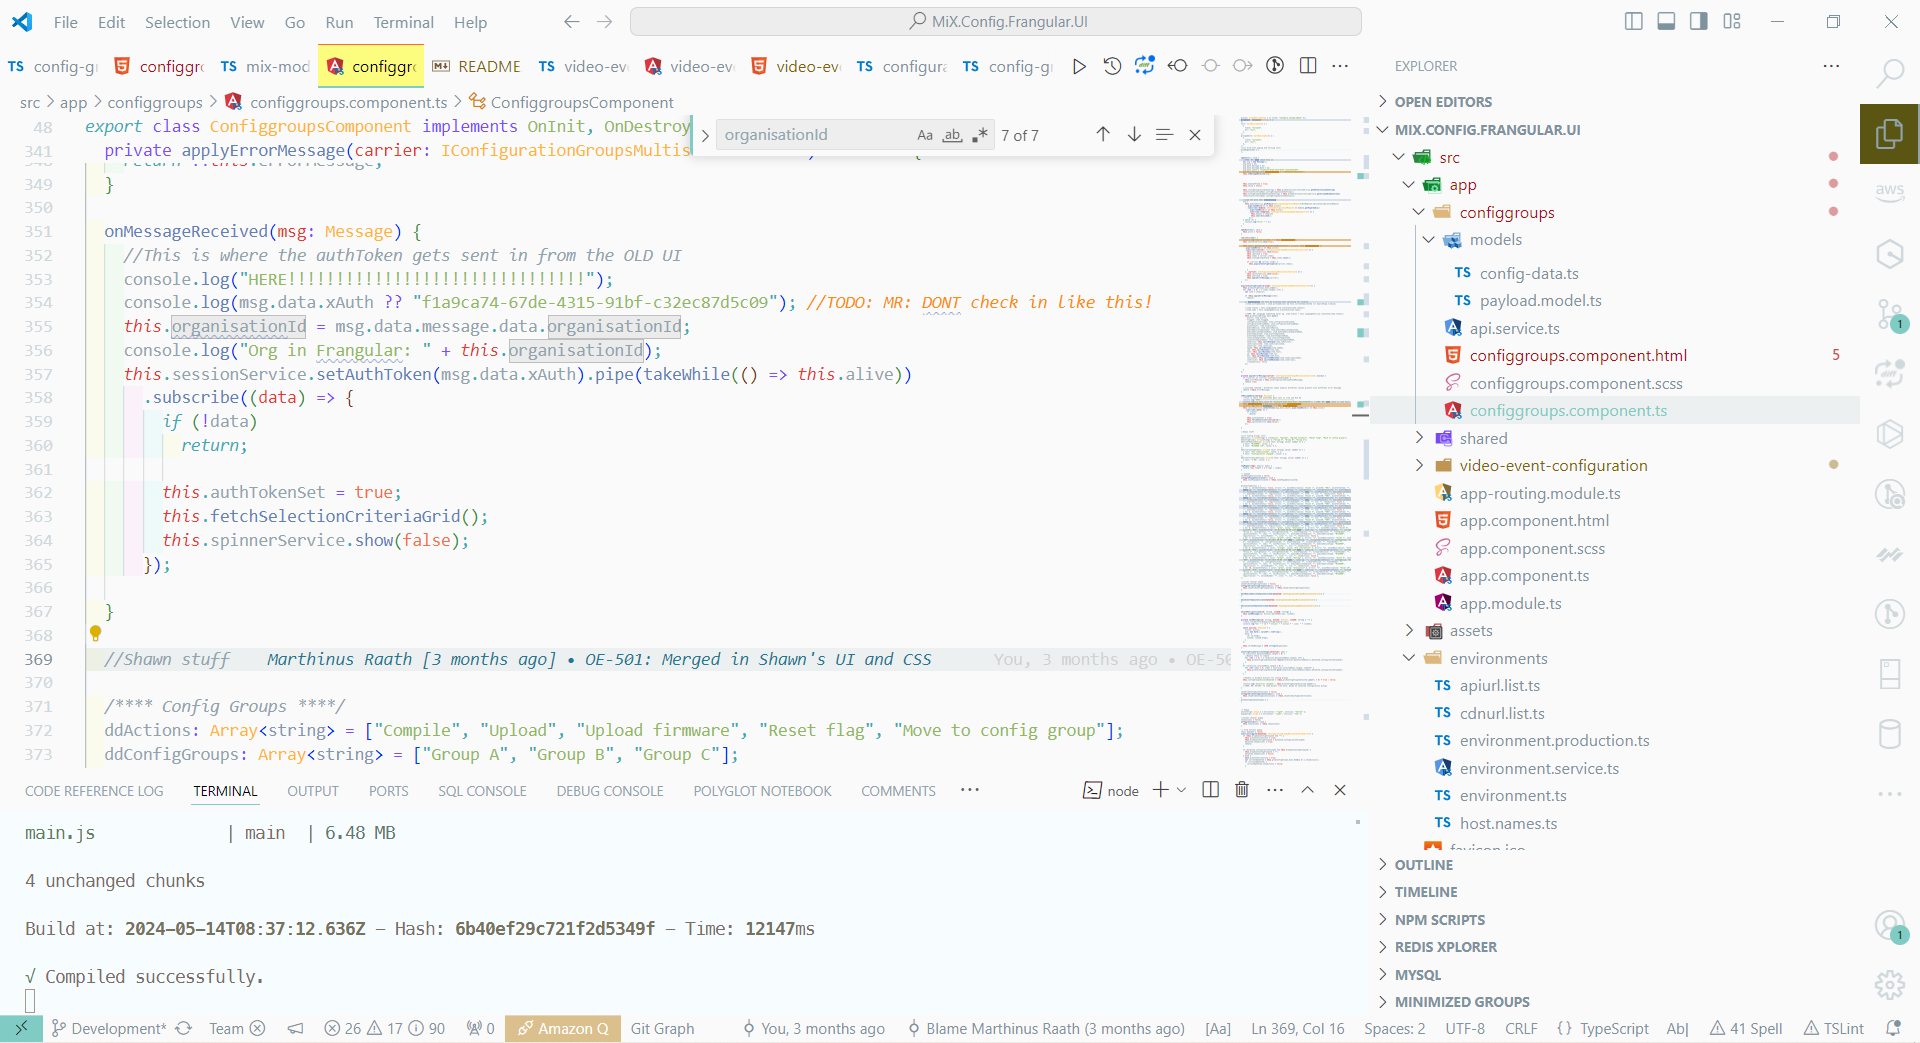 File Edit Selection View Go Run Terminal Help
MiX.Config.Frangular.UI
TS config-gr
configgro
TS mix-mod
configgro
README
TS video-eve
video-eve
video-eve
TS configura
TS config-gr
src > app > configgroups > configgroups.component.ts > ConfiggroupsComponent
organisationId
Aa ab .* 7 of 7
48 export class ConfiggroupsComponent implements OnInit, OnDestroy
341 private applyErrorMessage(carrier: IConfigurationGroupsMultis
349 }
350
351 onMessageReceived(msg: Message) {
352 //This is where the authToken gets sent in from the OLD UI
353 console.log("HERE!!!!!!!!!!!!!!!!!!!!!!!!!!!!!!!");
354 console.log(msg.data.xAuth ?? "f1a9ca74-67de-4315-91bf-c32ec87d5c09"); //TODO: MR: DONT check in like this!
355 this.organisationId = msg.data.message.data.organisationId;
356 console.log("Org in Frangular: " + this.organisationId);
357 this.sessionService.setAuthToken(msg.data.xAuth).pipe(takeWhile(() => this.alive))
358 .subscribe((data) => {
359 if (!data)
360 return;
361
362 this.authTokenSet = true;
363 this.fetchSelectionCriteriaGrid();
364 this.spinnerService.show(false);
365 });
366
367 }
368
369 //Shawn stuff Marthinus Raath [3 months ago] • OE-501: Merged in Shawn's UI and CSS You, 3 months ago • OE-50
370
371 /**** Config Groups ****/
372 ddActions: Array<string> = ["Compile", "Upload", "Upload firmware", "Reset flag", "Move to config group"];
373 ddConfigGroups: Array<string> = ["Group A", "Group B", "Group C"];
CODE REFERENCE LOG TERMINAL OUTPUT PORTS SQL CONSOLE DEBUG CONSOLE POLYGLOT NOTEBOOK COMMENTS ···
node
main.js | main | 6.48 MB
4 unchanged chunks
Build at: 2024-05-14T08:37:12.636Z – Hash: 6b40ef29c721f2d5349f – Time: 12147ms
√ Compiled successfully.
EXPLORER
OPEN EDITORS
MIX.CONFIG.FRANGULAR.UI
src
app
configgroups
models
TS config-data.ts
TS payload.model.ts
api.service.ts
configgroups.component.html 5
configgroups.component.scss
configgroups.component.ts
shared
video-event-configuration
app-routing.module.ts
app.component.html
app.component.scss
app.component.ts
app.module.ts
assets
environments
TS apiurl.list.ts
TS cdnurl.list.ts
TS environment.production.ts
environment.service.ts
TS environment.ts
TS host.names.ts
favicon.ico
OUTLINE
TIMELINE
NPM SCRIPTS
REDIS XPLORER
MYSQL
MINIMIZED GROUPS
aws
1
diff
1
Development* Team 26 17 90 0 Amazon Q Git Graph You, 3 months ago Blame Marthinus Raath (3 months ago) [Aa] Ln 369, Col 16 Spaces: 2 UTF-8 CRLF {} TypeScript Ab| 41 Spell TSLint